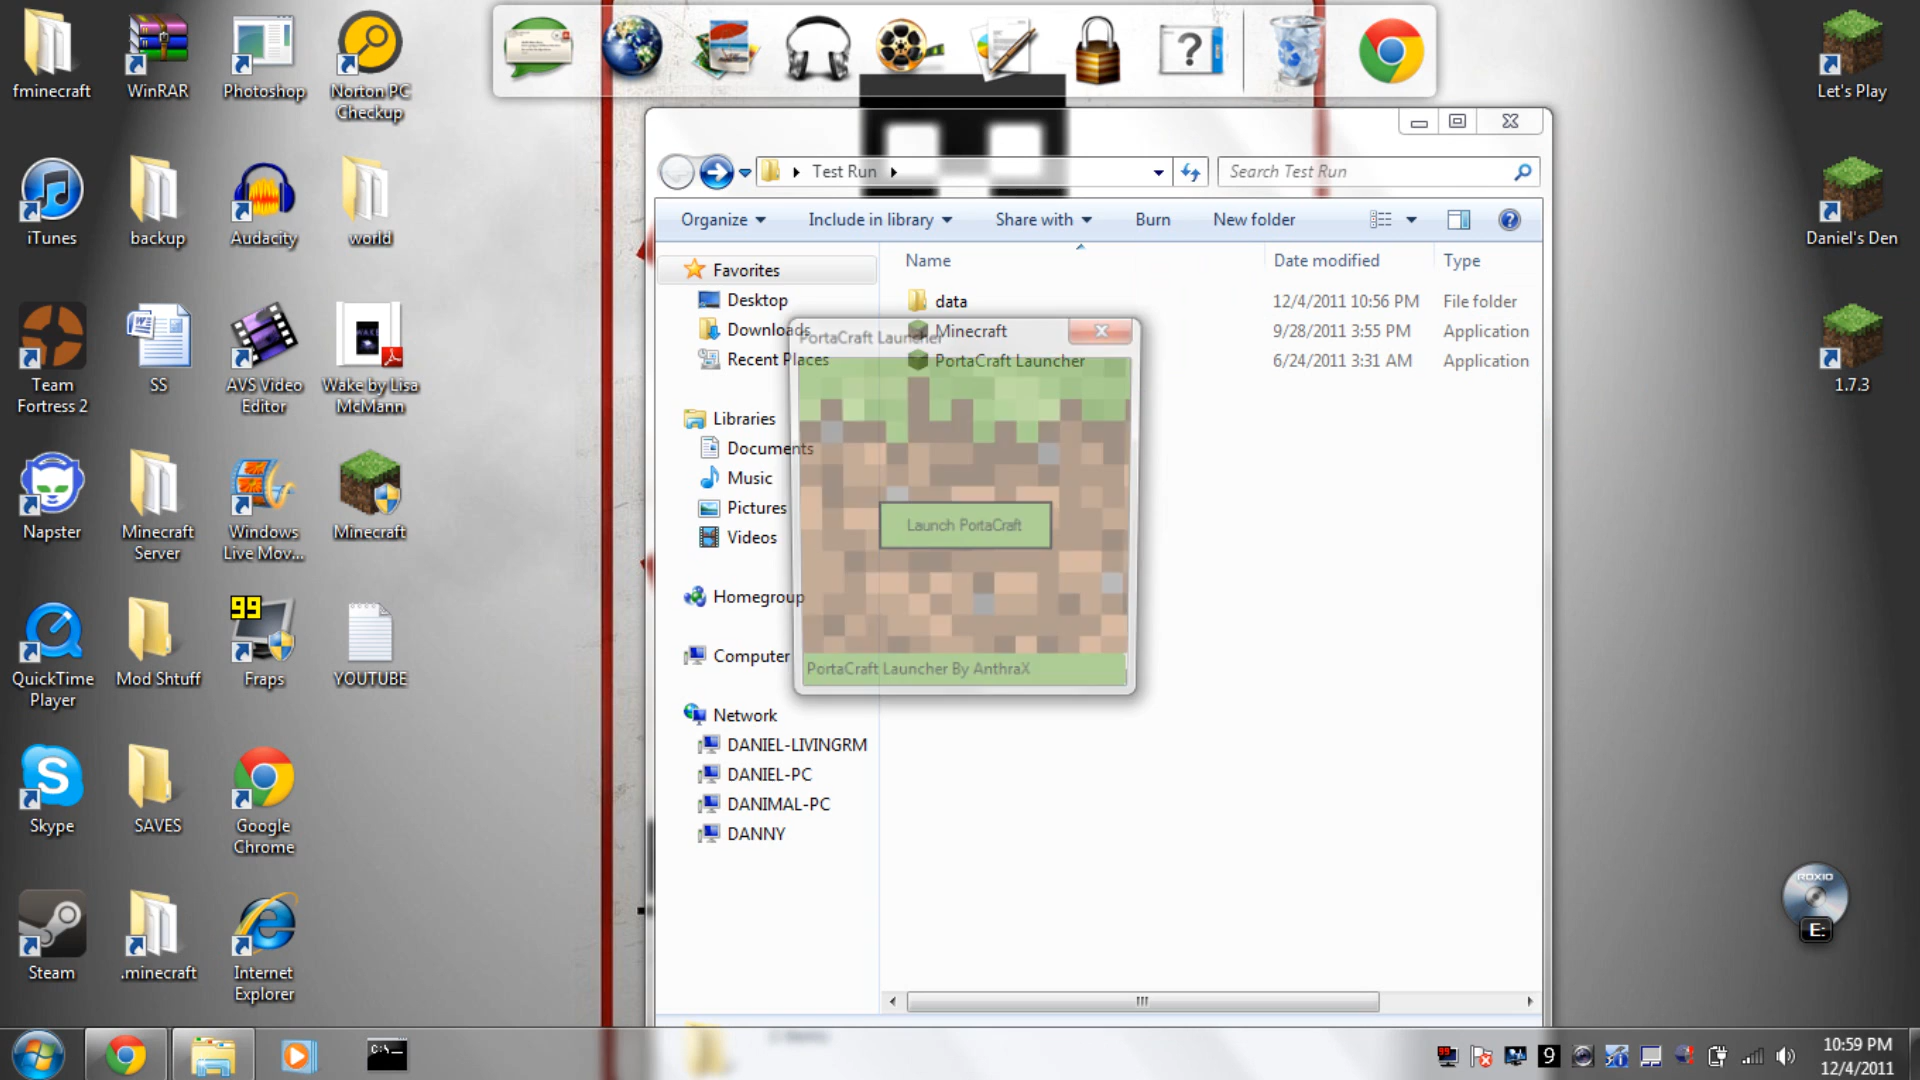 fminecraft
WinRAR
Photoshop
Norton PC
Checkup
iTunes
backup
Audacity
world
Team
Fortress 2
SS
AVS Video
Editor
Wake by Lisa
McMann
Napster
Minecraft
Server
Windows
Live Mov...
Minecraft
QuickTime
Player
Mod Shtuff
99
Fraps
YOUTUBE
Skype
SAVES
Google
Chrome
Steam
.minecraft
Internet
Explorer
Test Run
Search Test Run
Organize
Include in library
Share with
Burn
New folder
Favorites
Desktop
Downloads
Recent Places
Libraries
Documents
Music
Pictures
Videos
Homegroup
Computer
Network
DANIEL-LIVINGRM
DANIEL-PC
DANIMAL-PC
DANNY
Name
Date modified
Type
data
12/4/2011 10:56 PM
File folder
Minecraft
9/28/2011 3:55 PM
Application
PortaCraft Launcher
6/24/2011 3:31 AM
Application
PortaCraft Launcher
Launch PortaCraft
PortaCraft Launcher By AnthraX
Let's Play
Daniel's Den
1.7.3
ROXIO
E:
C:\_
9
10:59 PM
12/4/2011